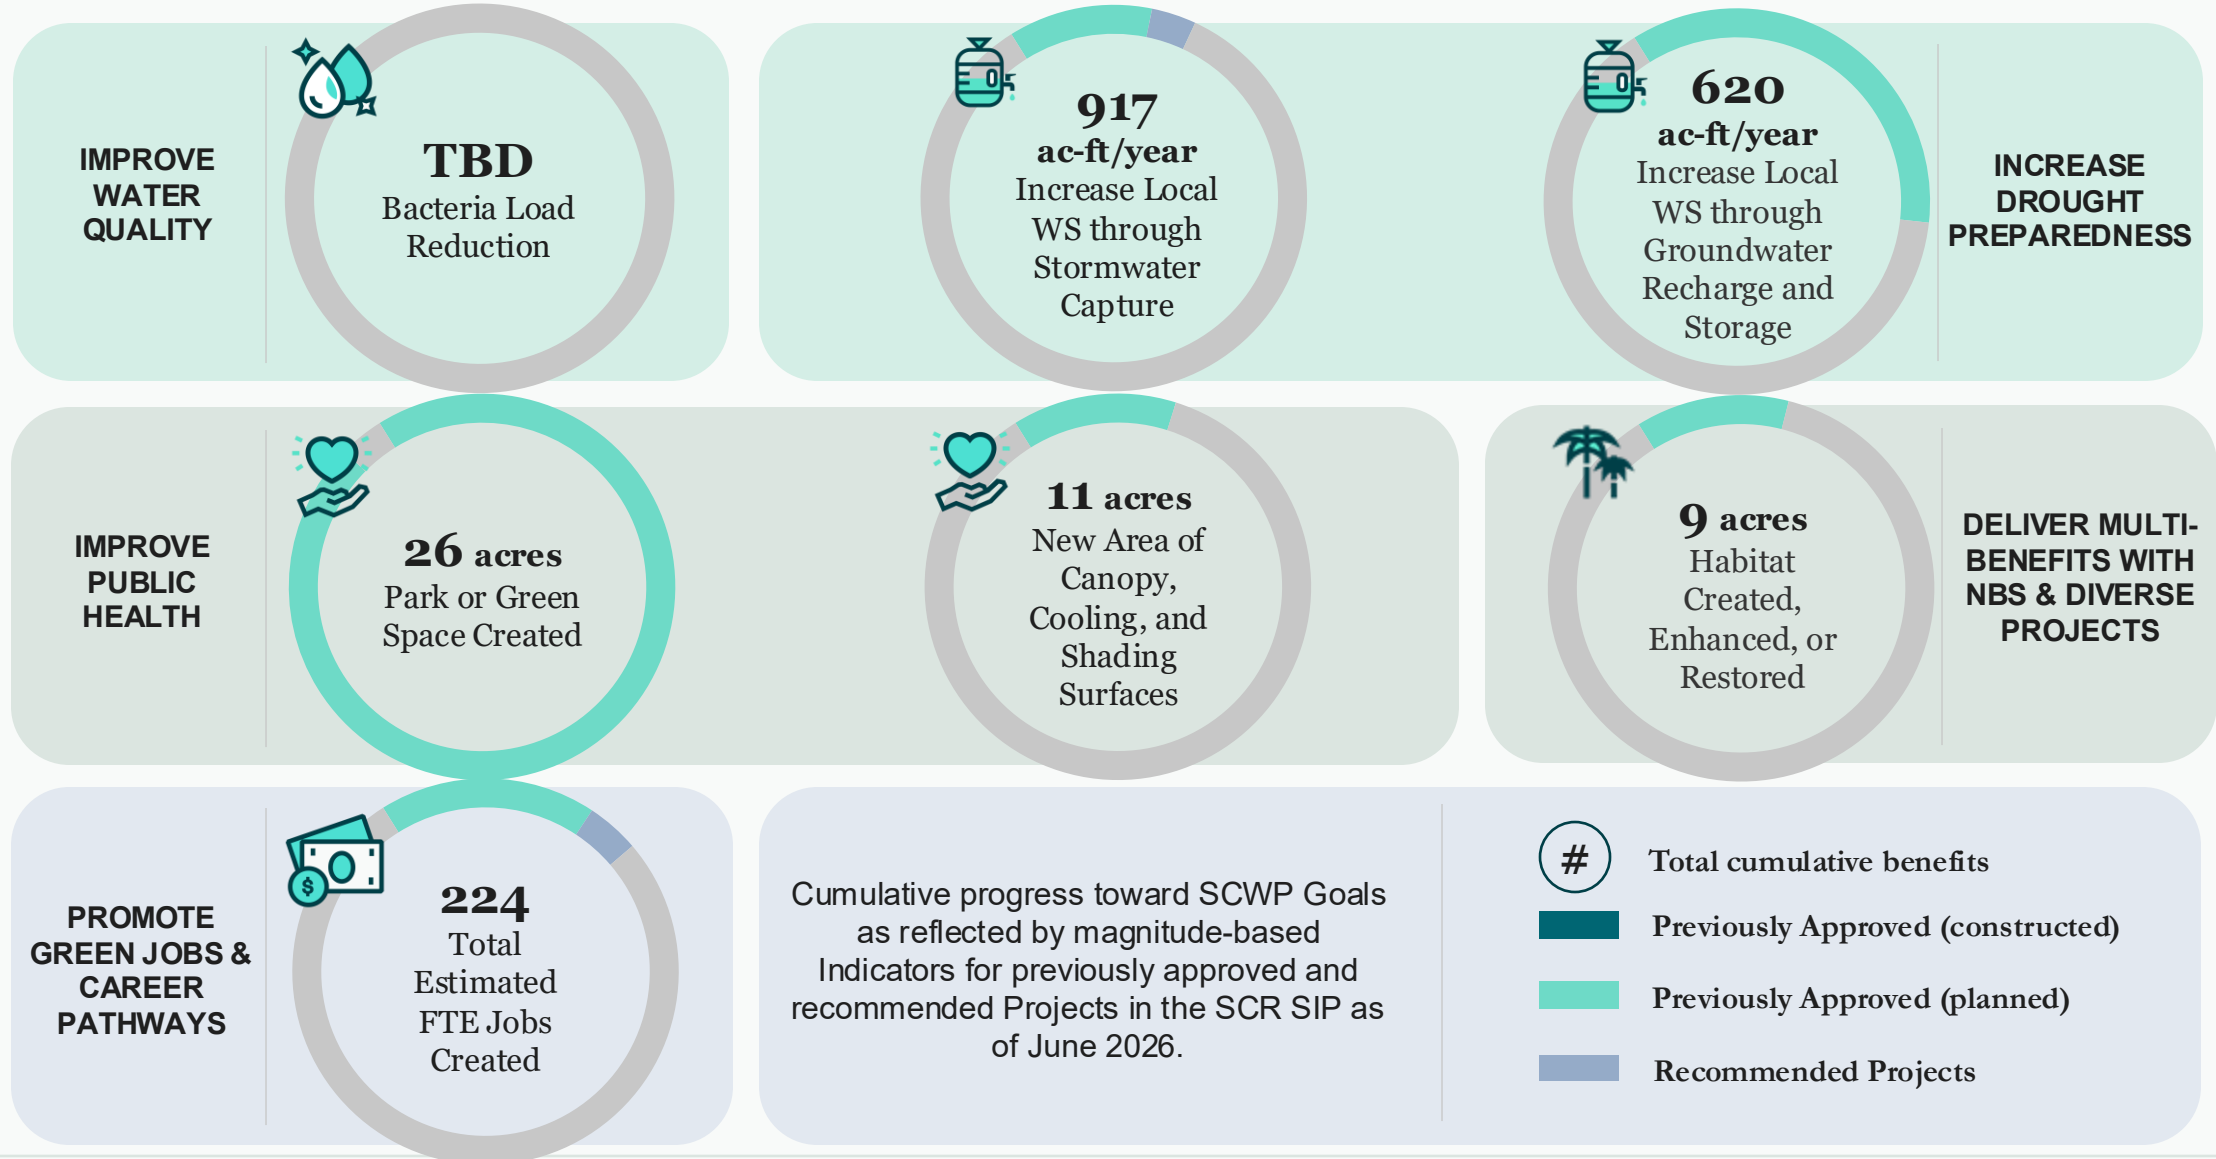 IMPROVE
WATER
QUALITY
TBD
Bacteria Load
Reduction
917
ac-ft/year
Increase Local
WS through
Stormwater
Capture
620
ac-ft/year
Increase Local
WS through
Groundwater
Recharge and
Storage
INCREASE
DROUGHT
PREPAREDNESS
IMPROVE
PUBLIC
HEALTH
26 acres
Park or Green
Space Created
11 acres
New Area of
Canopy,
Cooling, and
Shading
Surfaces
9 acres
Habitat
Created,
Enhanced, or
Restored
DELIVER MULTI-
BENEFITS WITH
NBS & DIVERSE
PROJECTS
PROMOTE
GREEN JOBS &
CAREER
PATHWAYS
$
224
Total
Estimated
FTE Jobs
Created
Cumulative progress toward SCWP Goals
as reflected by magnitude-based
Indicators for previously approved and
recommended Projects in the SCR SIP as
of June 2026.
# Total cumulative benefits
Previously Approved (constructed)
Previously Approved (planned)
Recommended Projects